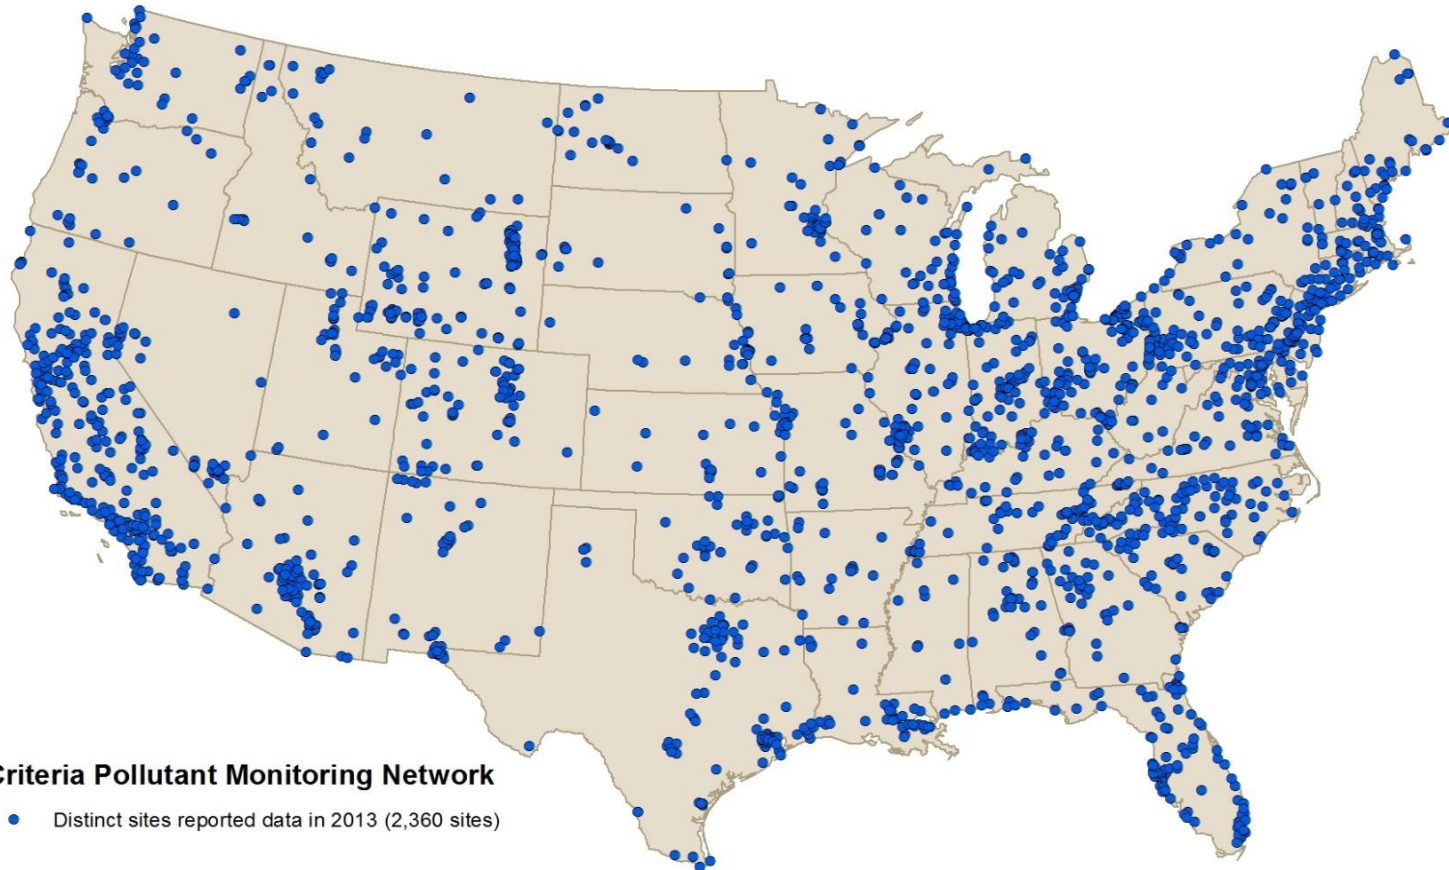 Criteria Pollutant Monitoring Network
Distinct sites reported data in 2013 (2,360 sites)